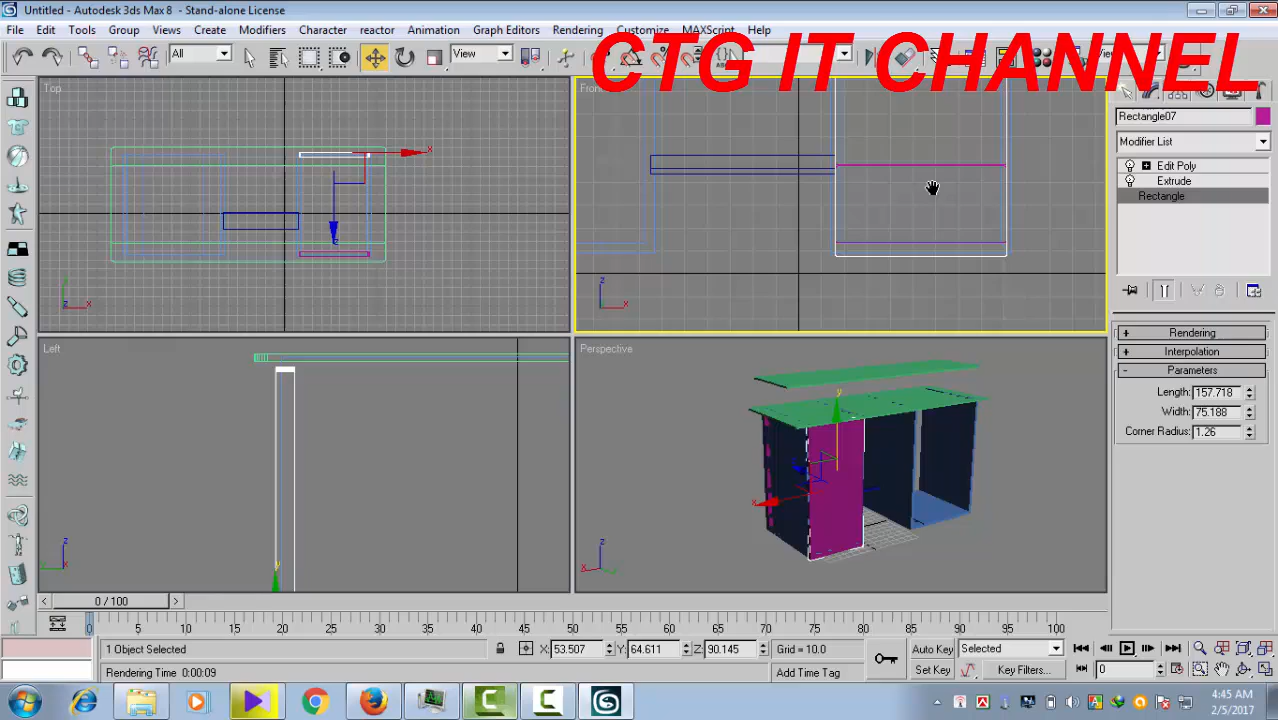 Untitled - Autodesk 3ds Max 8 - Stand-alone License
File Edit Tools Group Views Create Modifiers Character reactor Animation Graph Editors Rendering Customize MAXScript Help
CTG IT CHANNEL
All View
Top
Front
Left
Perspective
x
z
y
Rectangle07
Modifier List
Edit Poly
Extrude
Rectangle
+ Rendering
+ Interpolation
- Parameters
Length: 157.718
Width: 75.188
Corner Radius: 1.26
< 0 / 100 >
0 5 10 15 20 25 30 35 40 45 50 55 60 65 70 75 80 85 90 95 100
1 Object Selected X: 53.507 Y: 64.611 Z: 90.145 Grid = 10.0 Auto Key Selected
Rendering Time 0:00:09 Add Time Tag Set Key Key Filters... 0
4:45 AM
2/5/2017